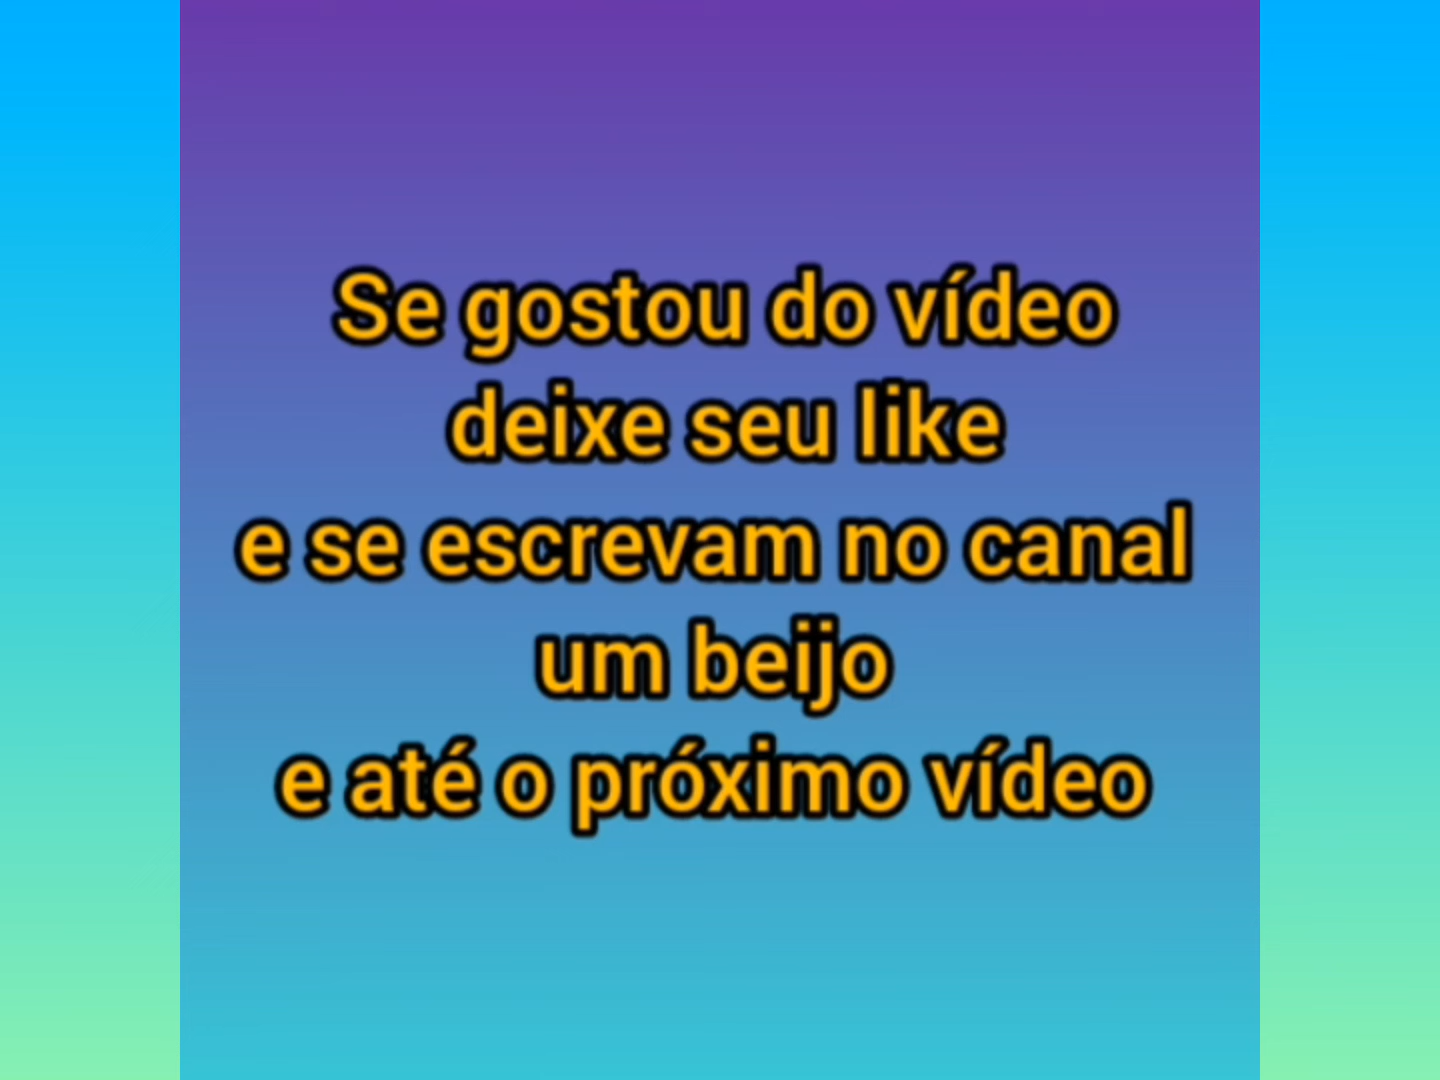 Se gostou do vídeo
deixe seu like
e se escrevam no canal
um beijo
e até o próximo vídeo